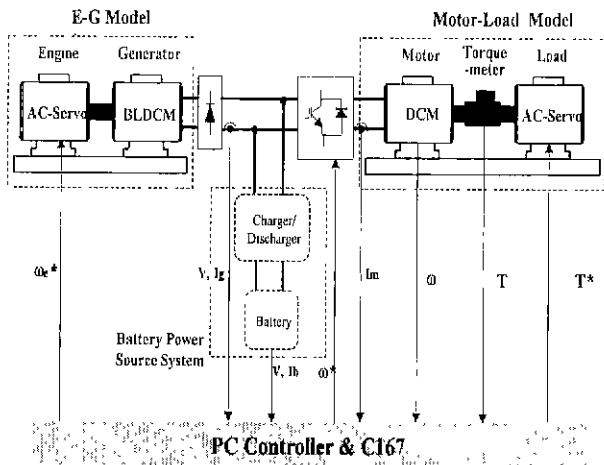 E-G Model
Motor-Load Model
Engine
Generator
Motor
Torque
-meter
Load
AC-Servo
BLDCM
DCM
AC-Servo
Charger/
Discharger
Battery
Battery Power
Source System
ωe*
V, Ig
V, Ib
ω*
Im
ω
T
T*
PC Controller & C167